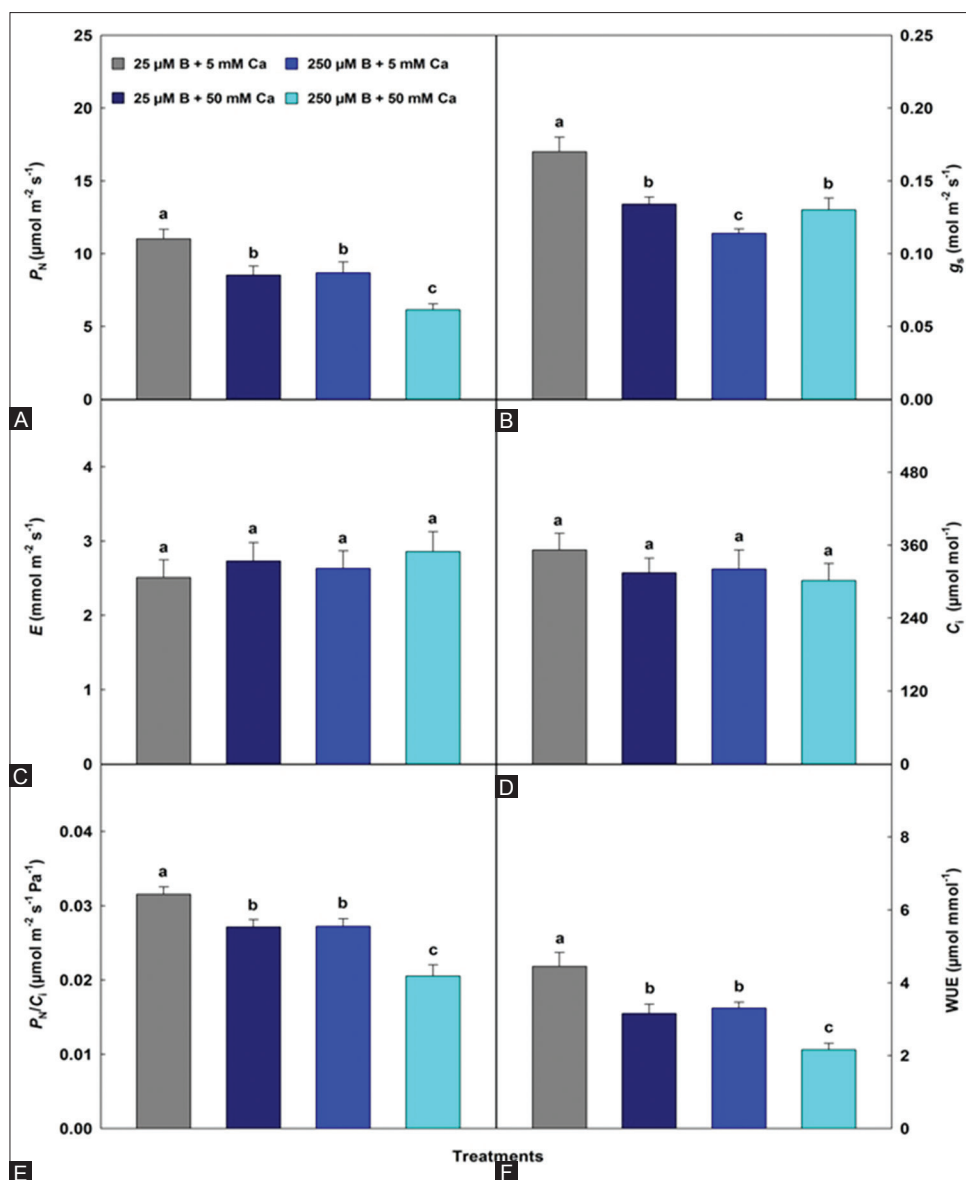 25 µM B + 5 mM Ca
250 µM B + 5 mM Ca
25 µM B + 50 mM Ca
250 µM B + 50 mM Ca
25
20
15
10
5
0
P_N (µmol m⁻² s⁻¹)
a
b
b
c
A
0.25
0.20
0.15
0.10
0.05
0.00
g_s (mol m⁻² s⁻¹)
a
b
c
b
B
4
3
2
1
0
E (mmol m⁻² s⁻¹)
a
a
a
a
C
480
360
240
120
0
C_i (µmol mol⁻¹)
a
a
a
a
D
0.04
0.03
0.02
0.01
0.00
P_N/C_i (µmol m⁻² s⁻¹ Pa⁻¹)
a
b
b
c
E
8
6
4
2
0
WUE (µmol mmol⁻¹)
a
b
b
c
F
Treatments